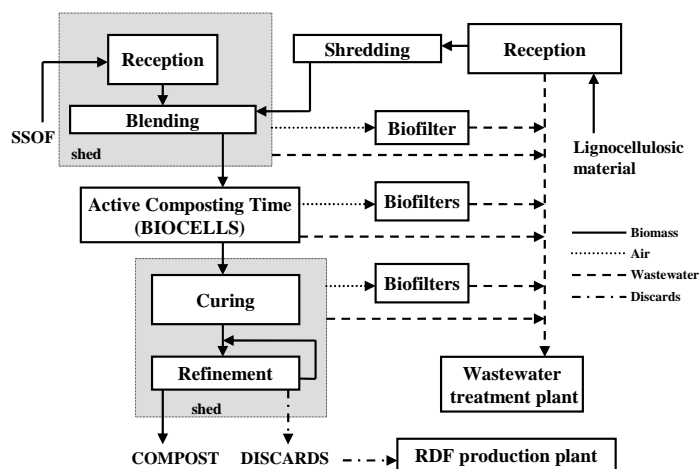 Reception
Shredding
Reception
SSOF
Blending
Biofilter
shed
Lignocellulosic
material
Active Composting Time
(BIOCELLS)
Biofilters
Biomass
Air
Wastewater
Discards
Curing
Biofilters
Refinement
shed
Wastewater
treatment plant
COMPOST
DISCARDS
RDF production plant